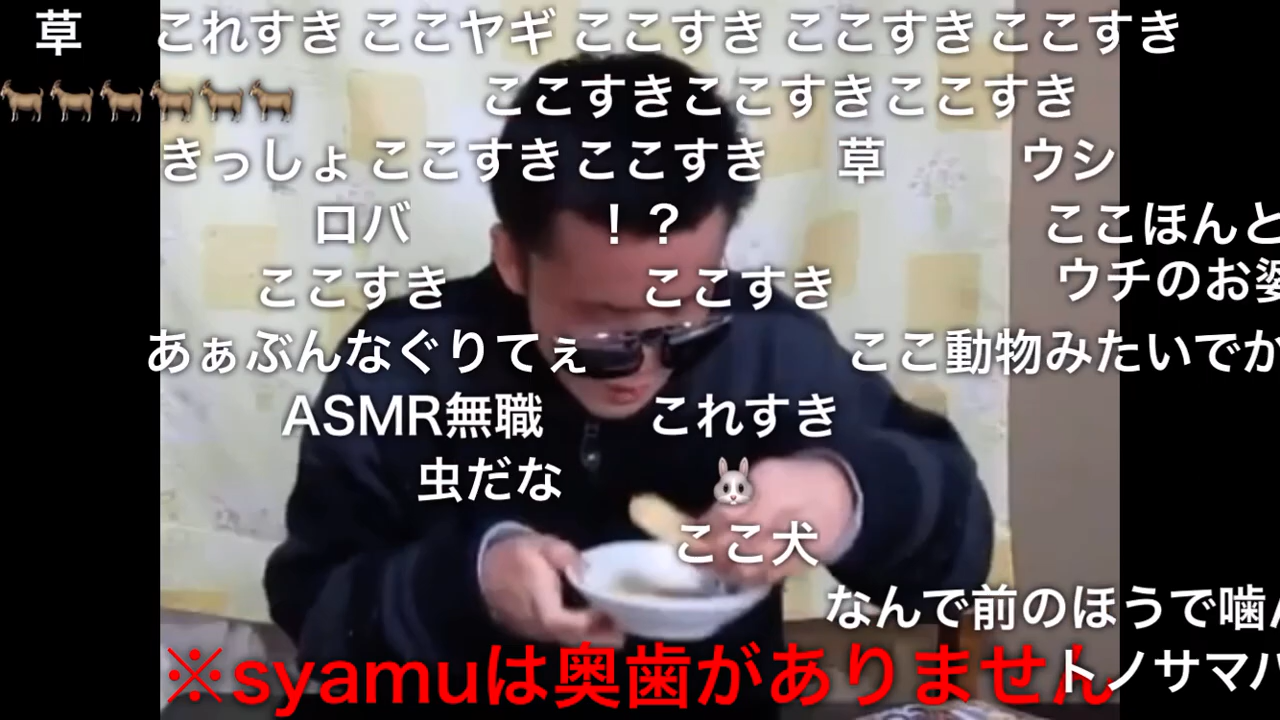 草 これすき ここヤギ ここすき ここすき ここすき
🐐🐐🐐🐐🐐🐐 ここすき ここすき ここすき
きっしょ ここすき ここすき 草 ウシ
ロバ ！？ ここほんと
ここすき ここすき ウチのお婆
あぁぶんなぐりてぇ ここ動物みたいでか
ASMR無職 これすき
虫だな 🐰
ここ犬
なんで前のほうで噛ん
※syamuは奥歯がありません トノサマバ